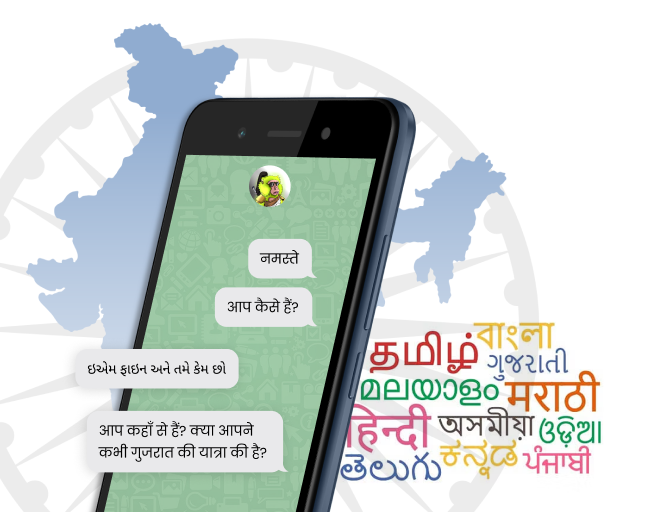 नमस्ते
आप कैसे हैं?
ઇએમ ફાઇન અને તમે કેમ છો
आप कहाँ से हैं? क्या आपने
कभी गुजरात की यात्रा की है?
தமிழ்
বাংলা
ગુજરાતી
മലയാളം
मराठी
हिन्दी
অসমীয়া
ଓଡ଼ିଆ
తెలుగు
ಕನ್ನಡ
ਪੰਜਾਬੀ